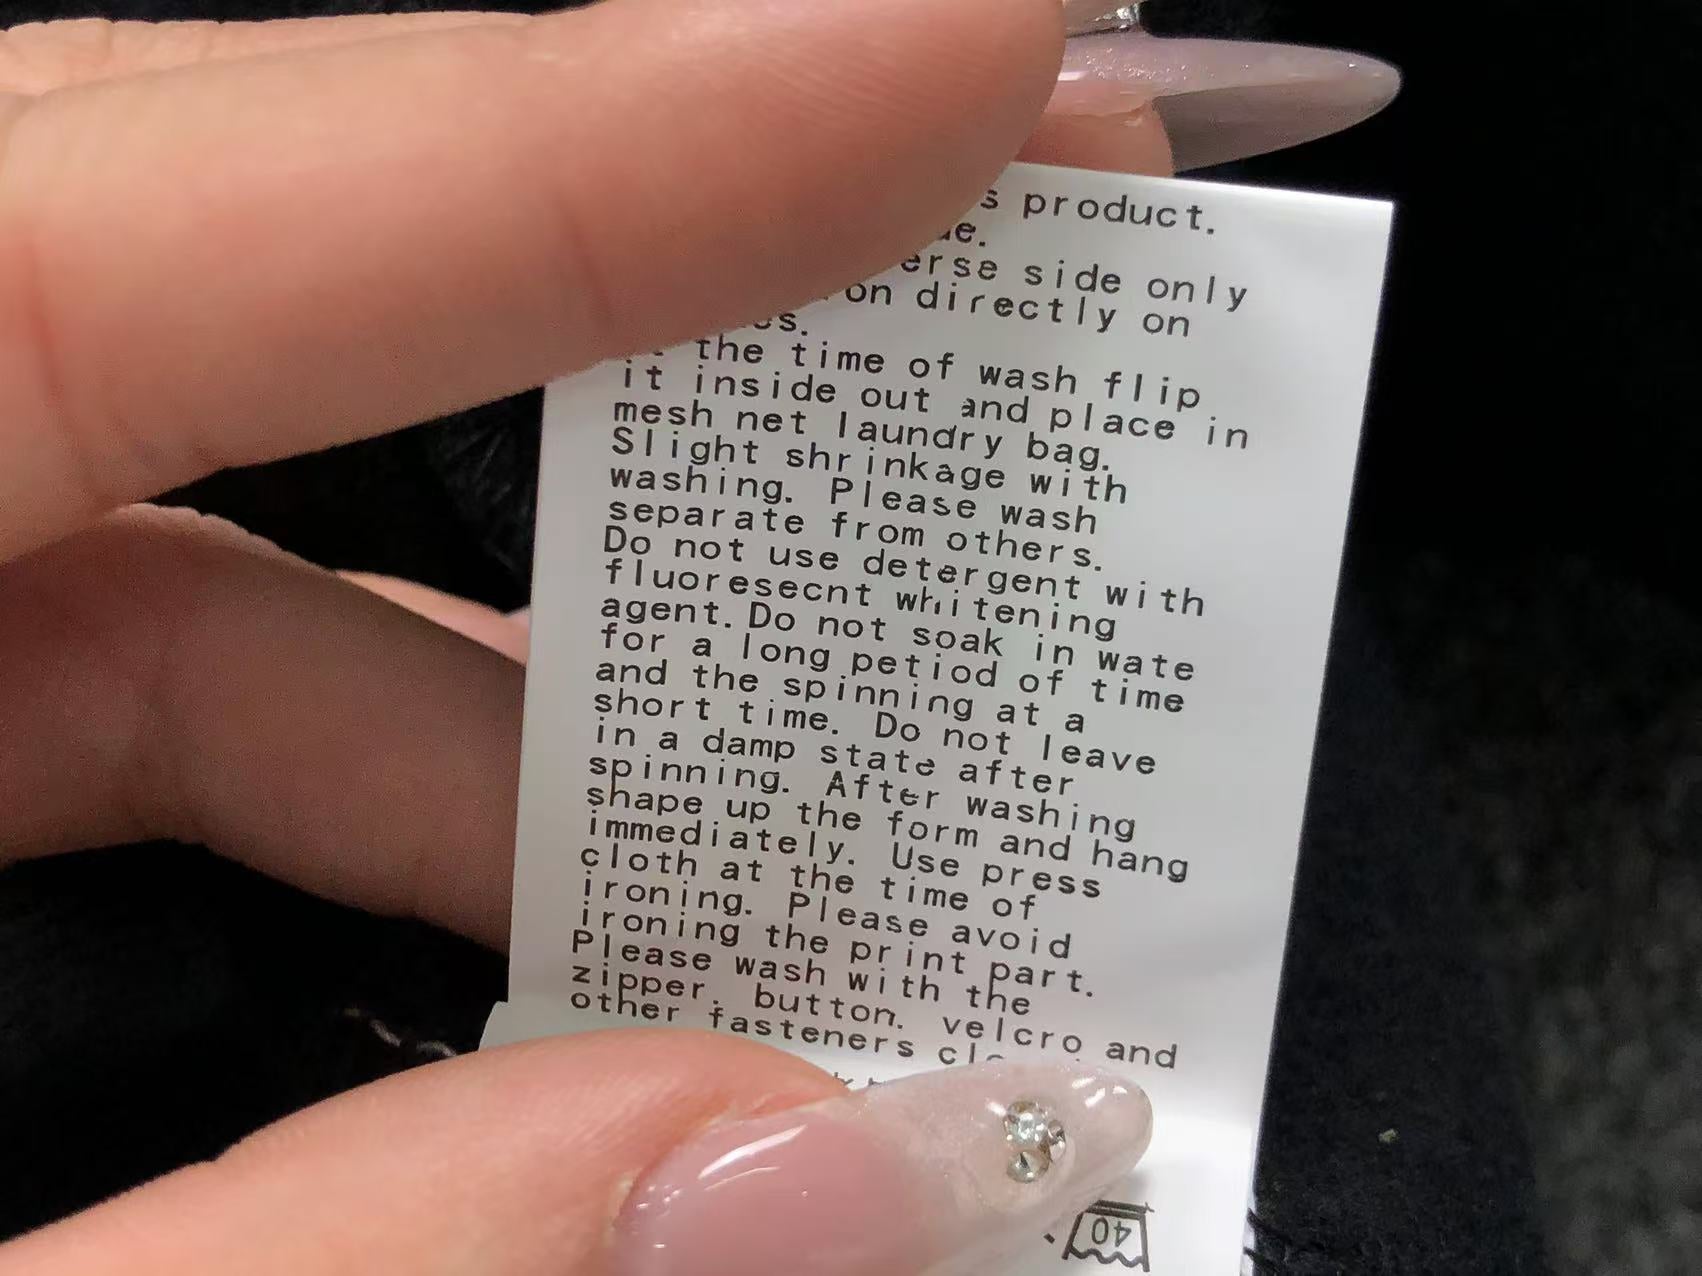 product.
side only
on directly on
the time of wash flip
it inside out and place in
mesh net laundry bag.
Slight shrinkage with
washing. Please wash
separate from others.
Do not use detergent with
fluoresecnt whitening
agent. Do not soak in wate
for a long petiod of time
and the spinning at a
short time. Do not leave
in a damp state after
spinning. After washing
shape up the form and hang
immediately. Use press
cloth at the time of
ironing. Please avoid
ironing the print part.
Please wash with the
zipper. button. velcro and
other fasteners
40